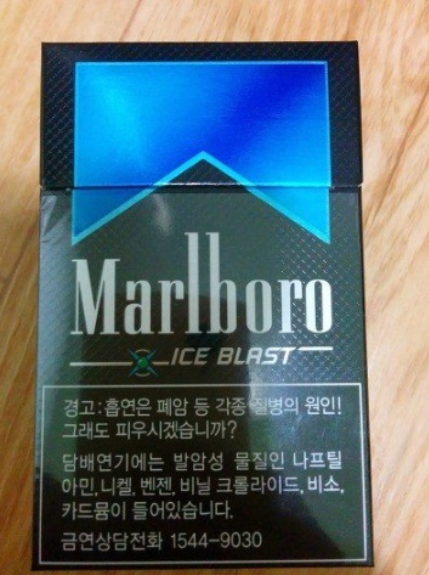 Marlboro
ICE BLAST
경고:흡연은 폐암 등 각종 질병의 원인!
그래도 피우시겠습니까?
담배연기에는 발암성 물질인 나프틸
아민,니켈, 벤젠, 비닐 크롤라이드, 비소,
카드뮴이 들어있습니다.
금연상담전화 1544-9030